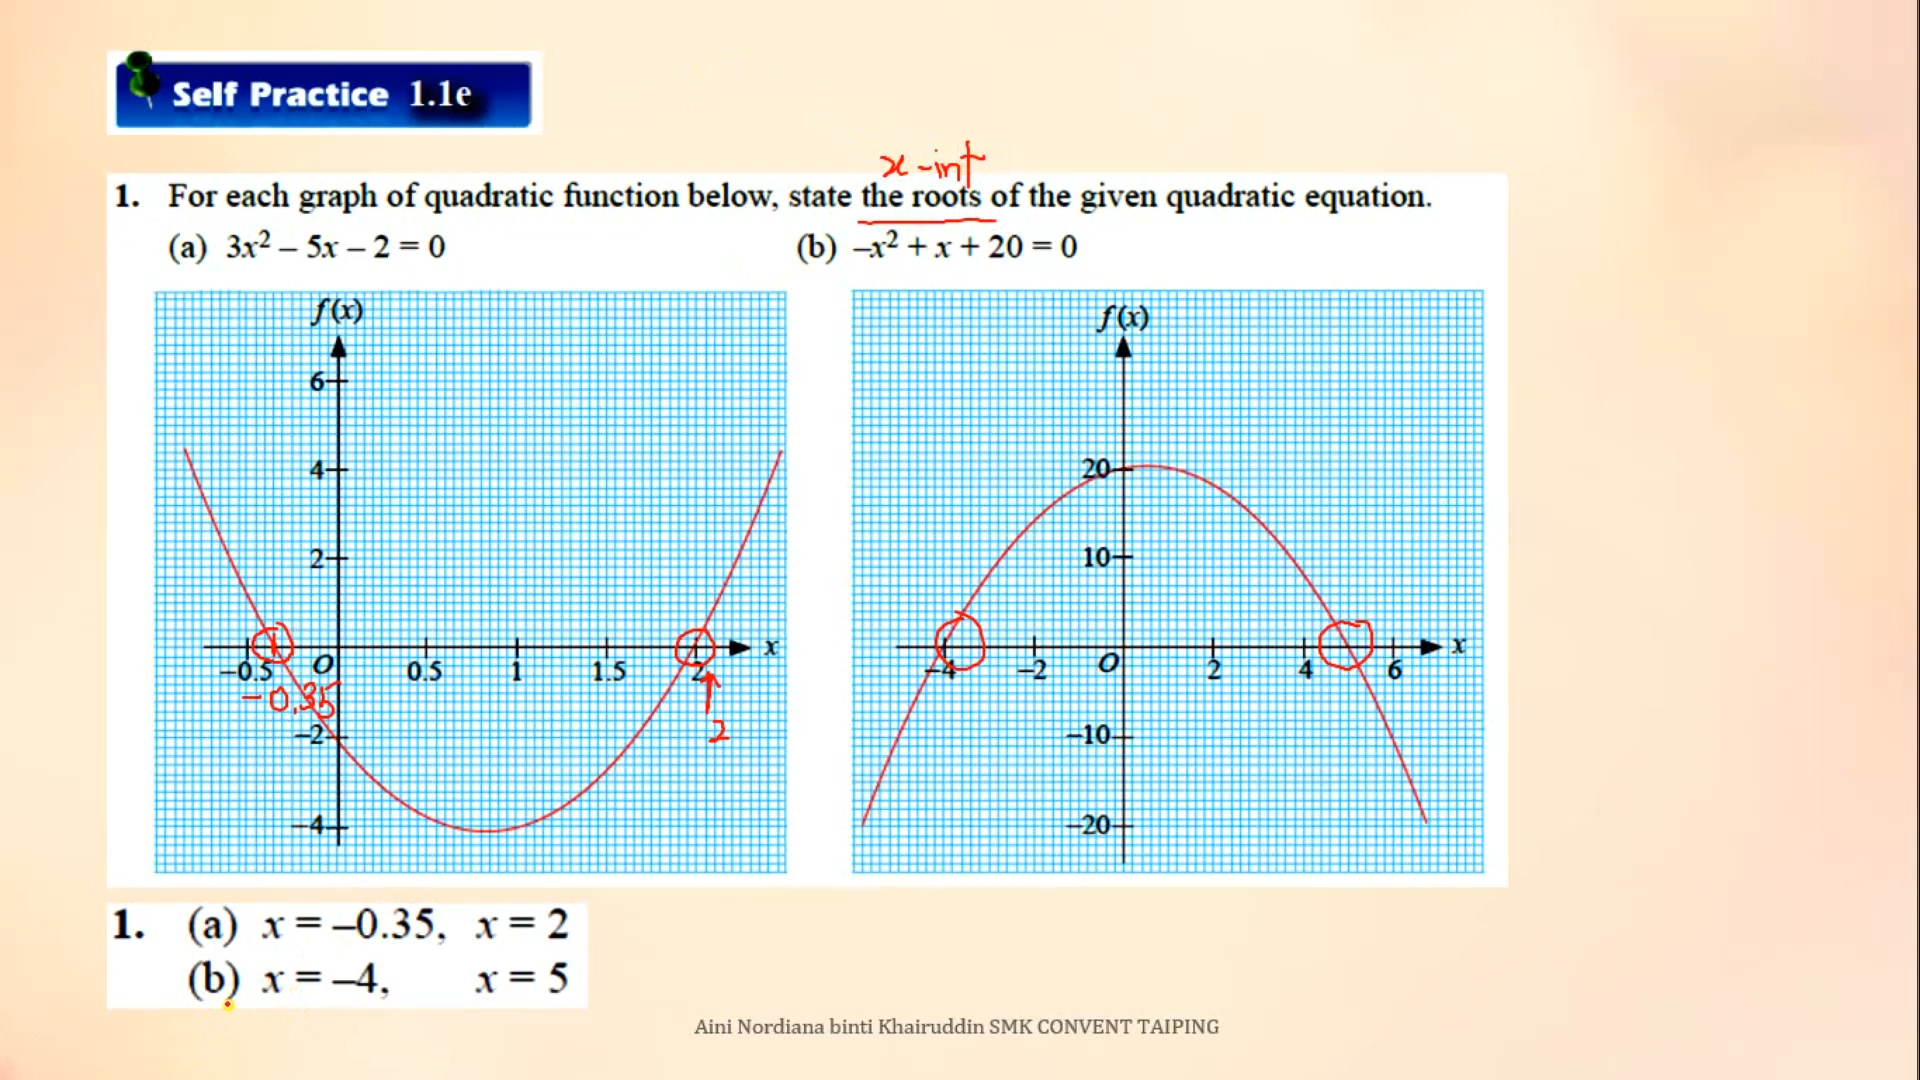 Self Practice 1.1e
x-int
1. For each graph of quadratic function below, state the roots of the given quadratic equation.
(a) 3x² – 5x – 2 = 0
(b) –x² + x + 20 = 0
f(x)
6
4
2
–0.5 O 0.5 1 1.5 2 x
–0.35
2
–2
–4
f(x)
20
10
–4 –2 O 2 4 6 x
–10
–20
1. (a) x = –0.35, x = 2
(b) x = –4, x = 5
Aini Nordiana binti Khairuddin SMK CONVENT TAIPING